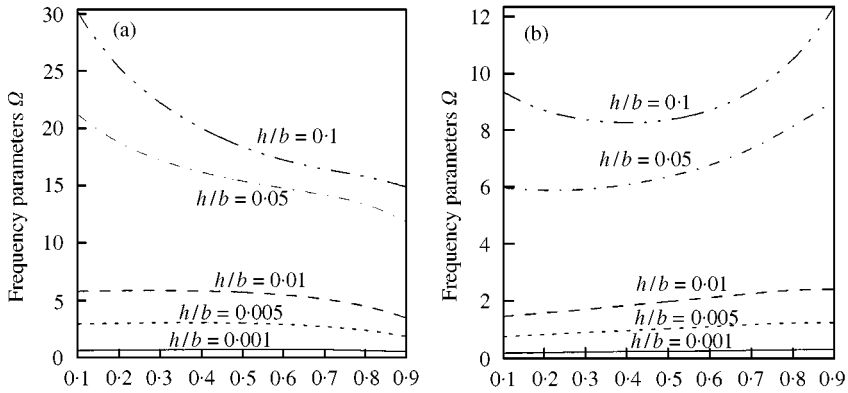 (a)
Frequency parameters Ω
30
25
20
15
10
5
0
h/b = 0·1
h/b = 0·05
h/b = 0·01
h/b = 0·005
h/b = 0·001
0·1 0·2 0·3 0·4 0·5 0·6 0·7 0·8 0·9
(b)
Frequency parameters Ω
12
10
8
6
4
2
0
h/b = 0·1
h/b = 0·05
h/b = 0·01
h/b = 0·005
h/b = 0·001
0·1 0·2 0·3 0·4 0·5 0·6 0·7 0·8 0·9